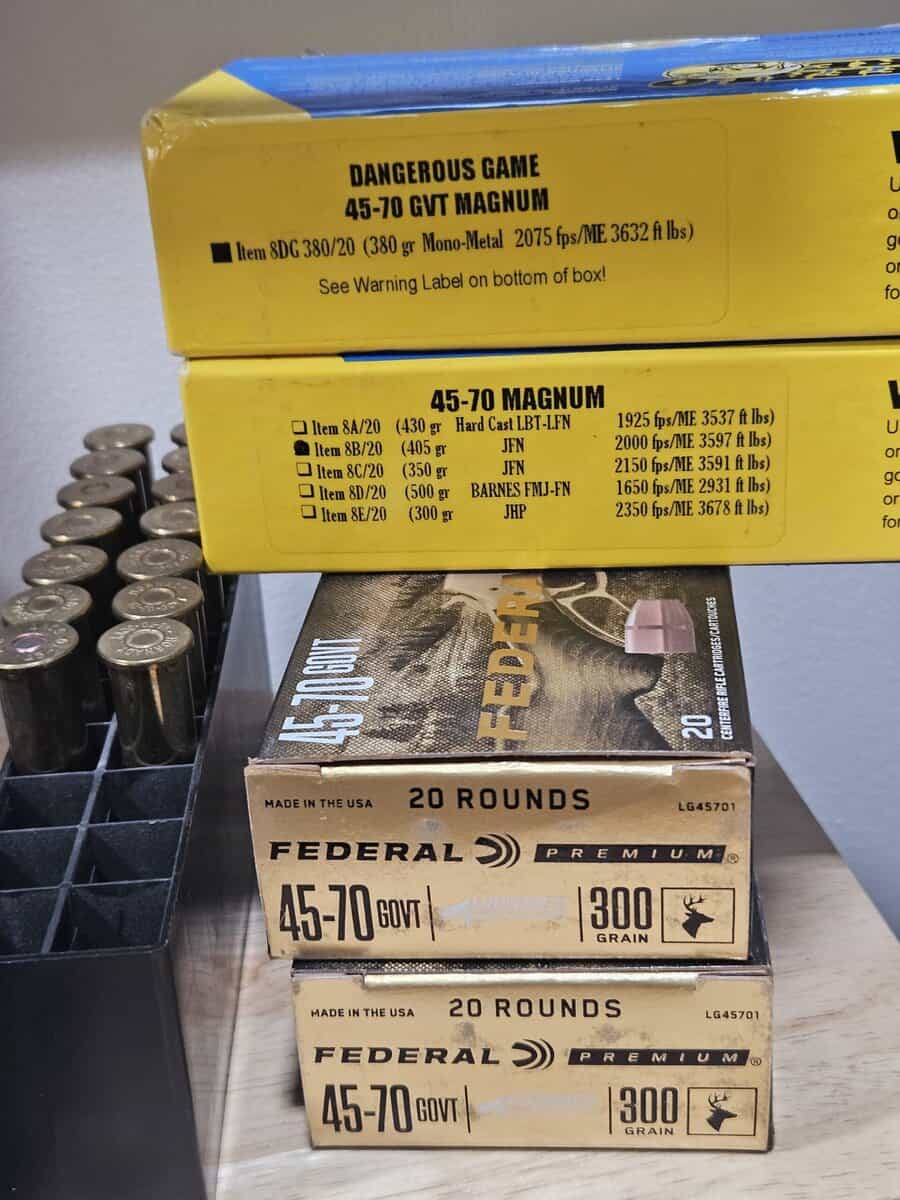 DANGEROUS GAME
45-70 GVT MAGNUM
Item 8DG 380/20 (380 gr Mono-Metal 2075 fps/ME 3632 ft lbs)
See Warning Label on bottom of box!
45-70 MAGNUM
Item 8A/20 (430 gr Hard Cast LBT-LFN 1925 fps/ME 3537 ft lbs)
Item 8B/20 (405 gr JFN 2000 fps/ME 3597 ft lbs)
Item 8C/20 (350 gr JFN 2150 fps/ME 3591 ft lbs)
Item 8D/20 (500 gr BARNES FMJ-FN 1650 fps/ME 2931 ft lbs)
Item 8E/20 (300 gr JHP 2350 fps/ME 3678 ft lbs)
45-70 GOVT
FEDERA
20
CENTERFIRE RIFLE CARTRIDGES/CARTOUCHES
MADE IN THE USA 20 ROUNDS LG45701
FEDERAL PREMIUM®
45-70 GOVT 300
GRAIN
MADE IN THE USA 20 ROUNDS LG45701
FEDERAL PREMIUM®
45-70 GOVT 300
GRAIN